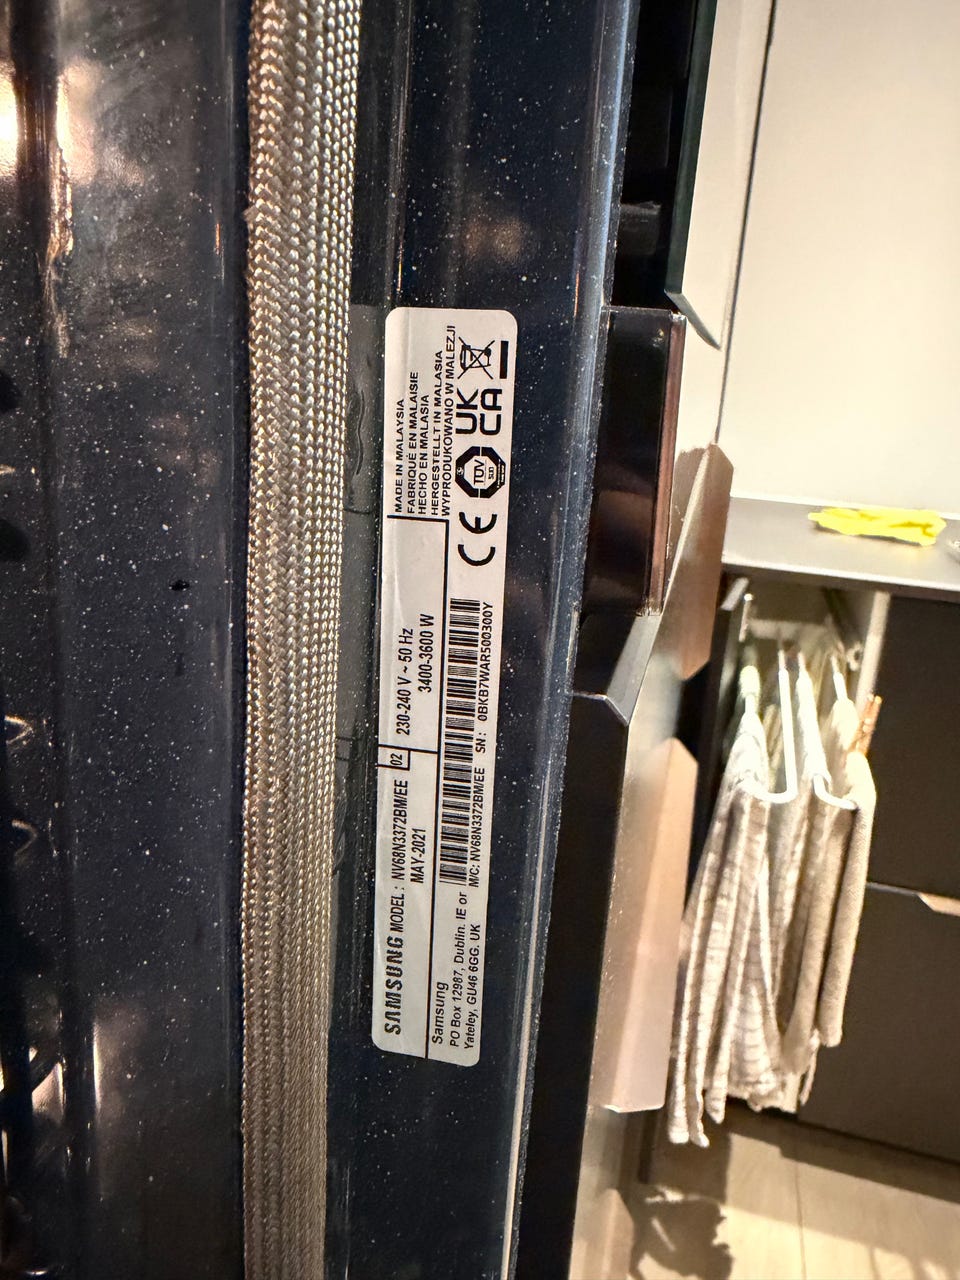 SAMSUNG MODEL : NV68N3372BM/EE 02
MAY-2021
230-240 V ~ 50 Hz
3400-3600 W
MADE IN MALAYSIA
FABRIQUÉ EN MALAISIE
HECHO EN MALASIA
HERGESTELLT IN MALASIA
WYPRODUKOWANO W MALEZJI
Samsung
PO Box 12987, Dublin. IE or
Yateley, GU46 6GG. UK
M/C: NV68N3372BM/EE SN : 0BKB7WAR500300Y
CE
TÜV
SÜD
UK
CA